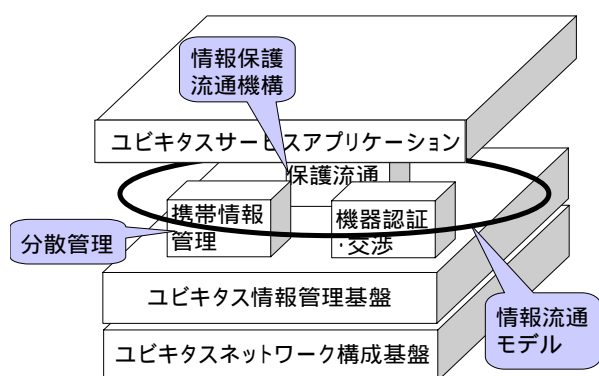 情報保護
流通機構
ユビキタスサービスアプリケーション
保護流通
携帯情報
管理
機器認証
･交渉
分散管理
ユビキタス情報管理基盤
情報流通
モデル
ユビキタスネットワーク構成基盤